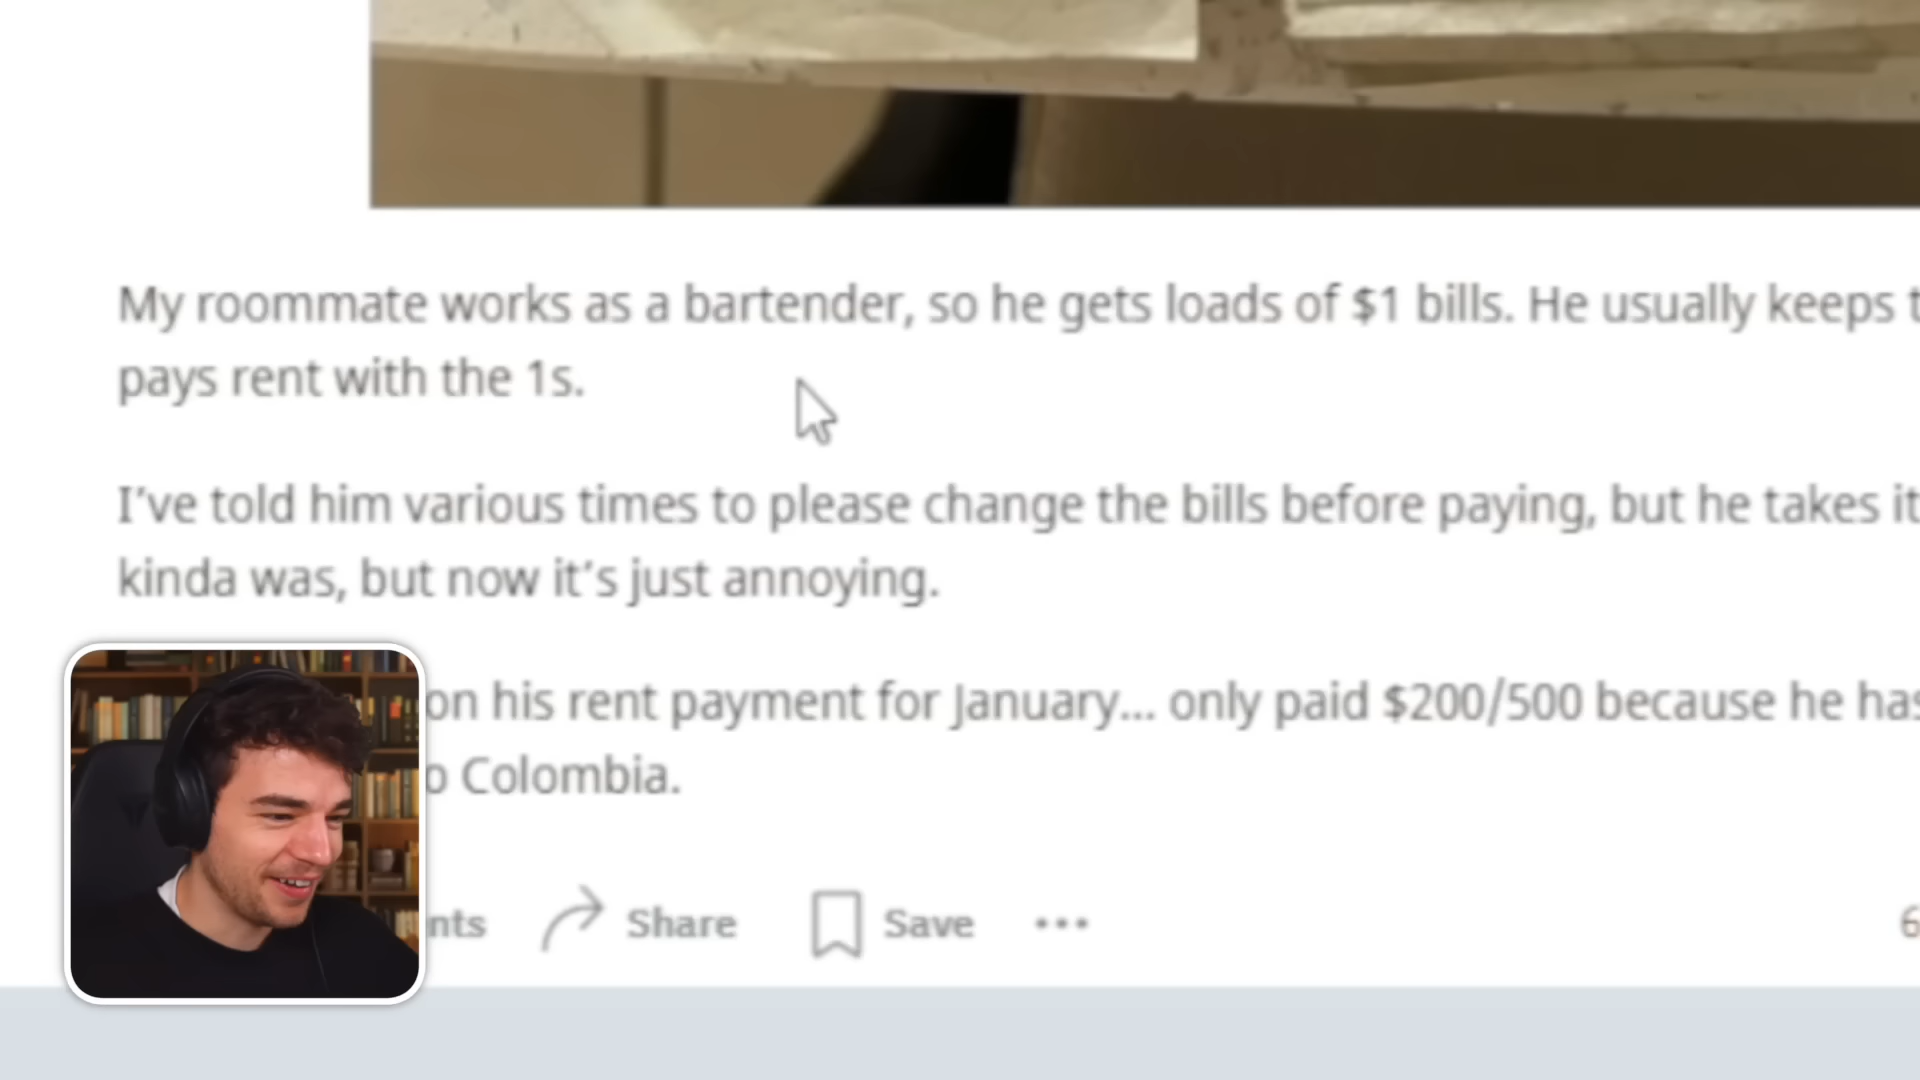 My roommate works as a bartender, so he gets loads of $1 bills. He usually keeps
pays rent with the 1s.
I’ve told him various times to please change the bills before paying, but he takes it
kinda was, but now it’s just annoying.
on his rent payment for January... only paid $200/500 because he has
Colombia.
Share
Save